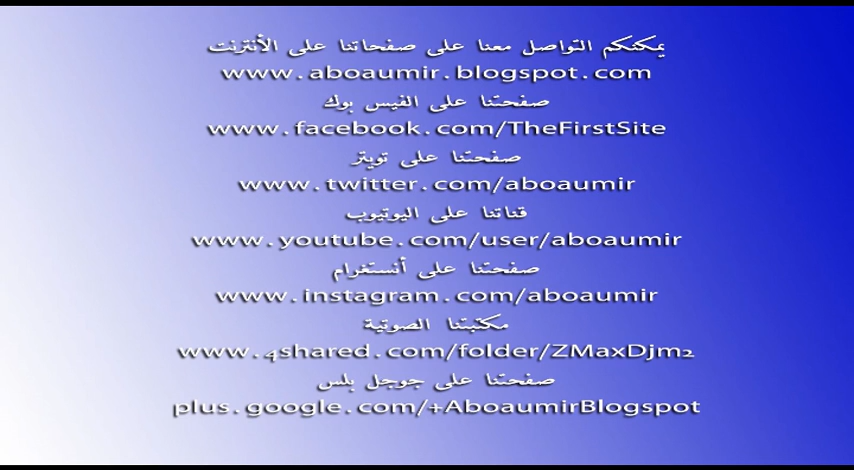 يمكنكم التواصل معنا على صفحاتنا على الأنترنت
www.aboaumir.blogspot.com
صفحتنا على الفيس بوك
www.facebook.com/TheFirstSite
صفحتنا على تويتر
www.twitter.com/aboaumir
قناتنا على اليوتيوب
www.youtube.com/user/aboaumir
صفحتنا على أنستغرام
www.instagram.com/aboaumir
مكتبتنا الصوتية
www.4shared.com/folder/ZMaxDjm2
صفحتنا على جوجل بلس
plus.google.com/+AboaumirBlogspot